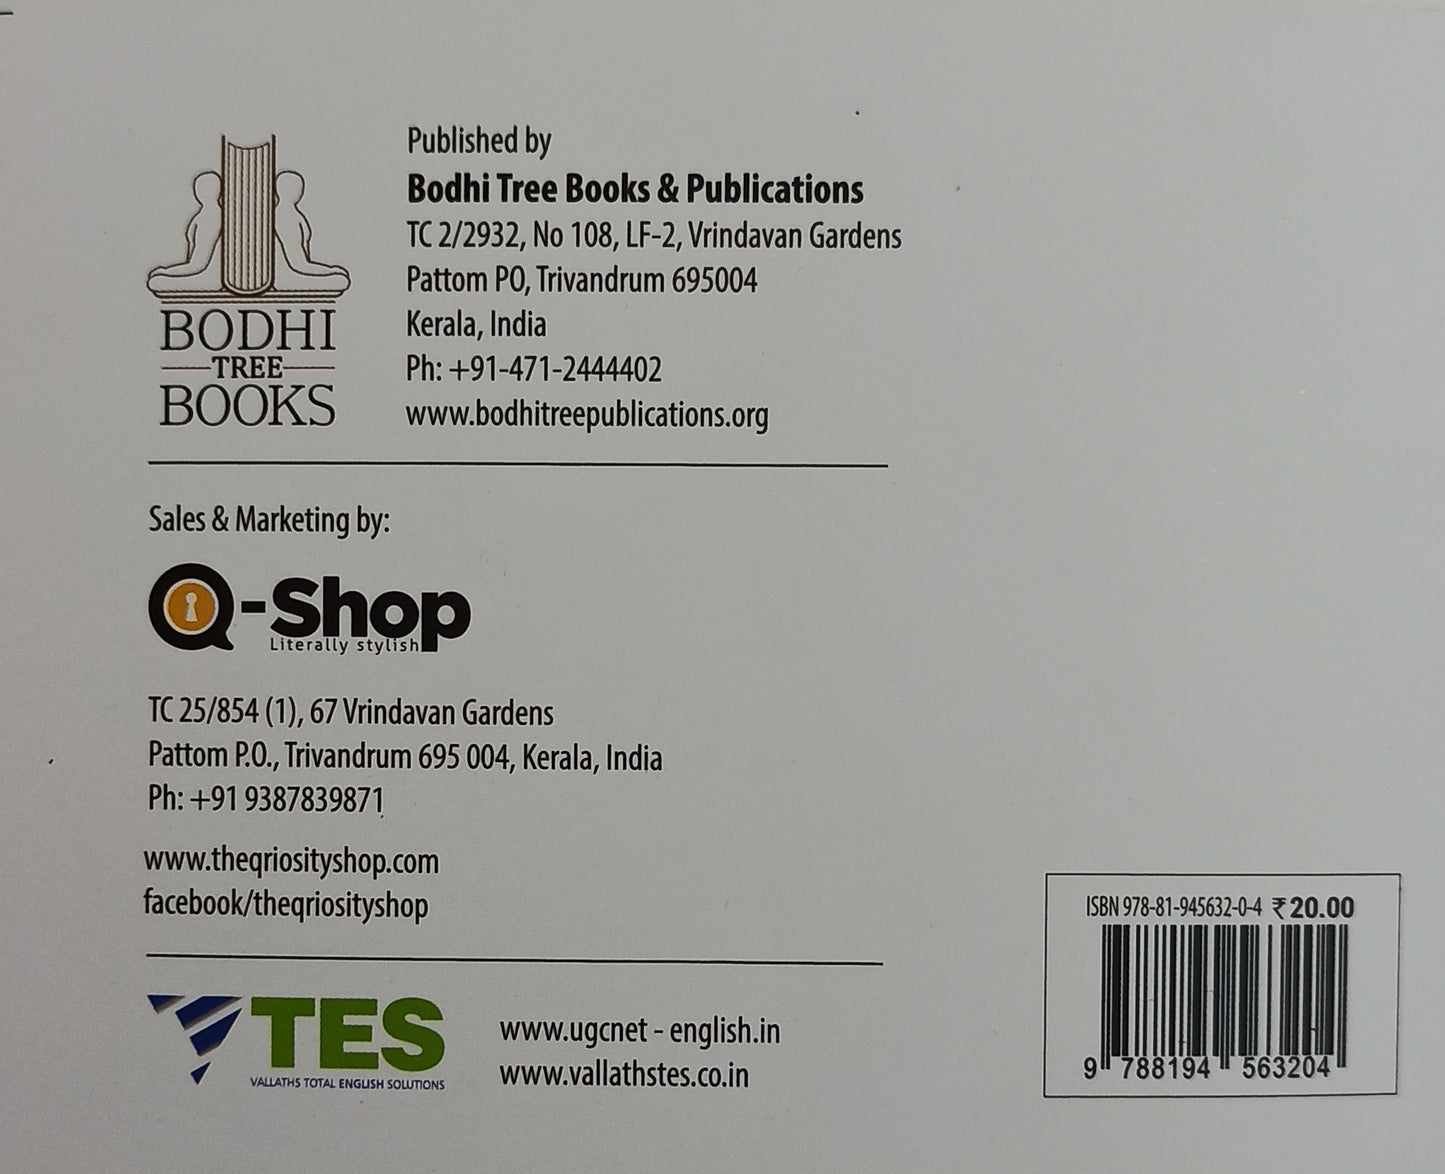 BODHI
TREE
BOOKS
Published by
Bodhi Tree Books & Publications
TC 2/2932, No 108, LF-2, Vrindavan Gardens
Pattom PO, Trivandrum 695004
Kerala, India
Ph: +91-471-2444402
www.bodhitreepublications.org
Sales & Marketing by:
Q-Shop
Literally stylish
TC 25/854 (1), 67 Vrindavan Gardens
Pattom P.O., Trivandrum 695 004, Kerala, India
Ph: +91 9387839871
www.theqriosityshop.com
facebook/theqriosityshop
TES
VALLATHS TOTAL ENGLISH SOLUTIONS
www.ugcnet - english.in
www.vallathstes.co.in
ISBN 978-81-945632-0-4 ₹20.00
9 788194 563204